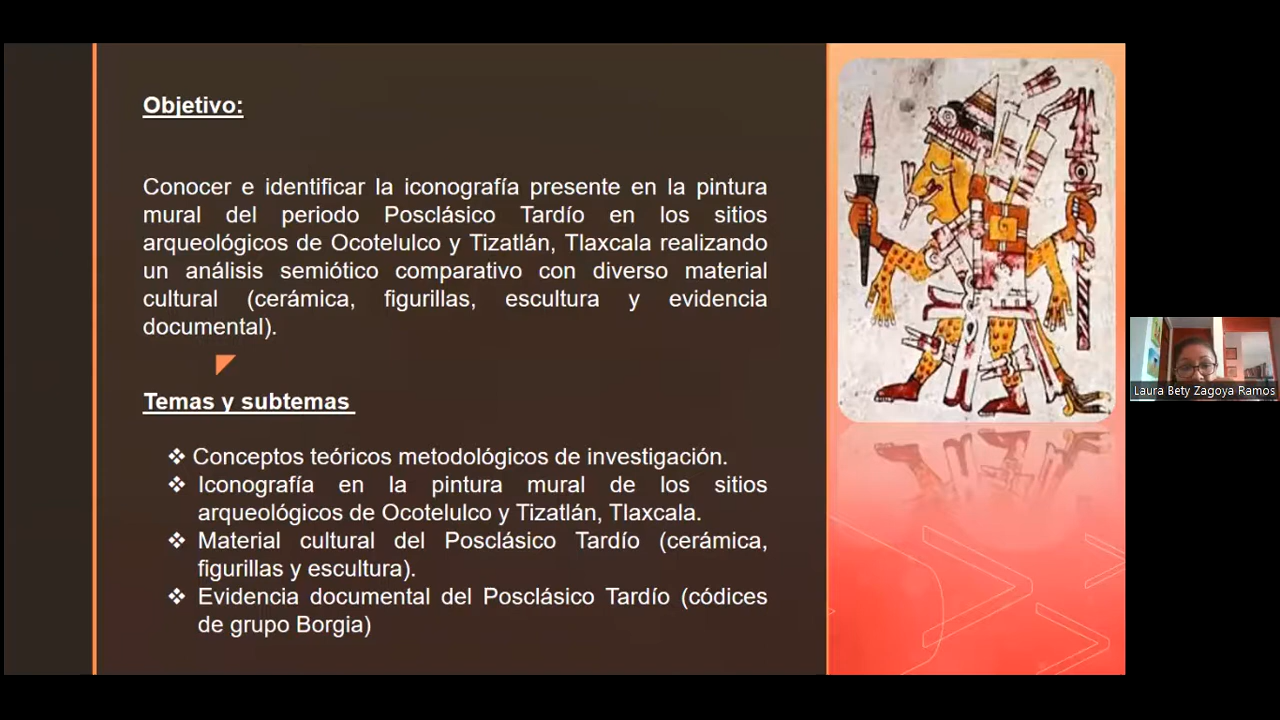 Objetivo:
Conocer e identificar la iconografía presente en la pintura
mural del periodo Posclásico Tardío en los sitios
arqueológicos de Ocotelulco y Tizatlán, Tlaxcala realizando
un análisis semiótico comparativo con diverso material
cultural (cerámica, figurillas, escultura y evidencia
documental).
Temas y subtemas
❖ Conceptos teóricos metodológicos de investigación.
❖ Iconografía en la pintura mural de los sitios
arqueológicos de Ocotelulco y Tizatlán, Tlaxcala.
❖ Material cultural del Posclásico Tardío (cerámica,
figurillas y escultura).
❖ Evidencia documental del Posclásico Tardío (códices
de grupo Borgia)
Laura Bety Zagoya Ramos